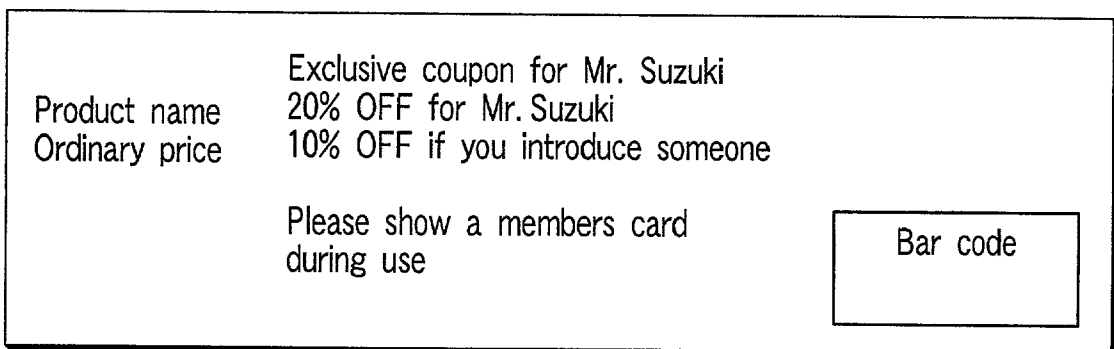 Exclusive coupon for Mr. Suzuki
Product name
20% OFF for Mr. Suzuki
Ordinary price
10% OFF if you introduce someone
Please show a members card
during use
Bar code